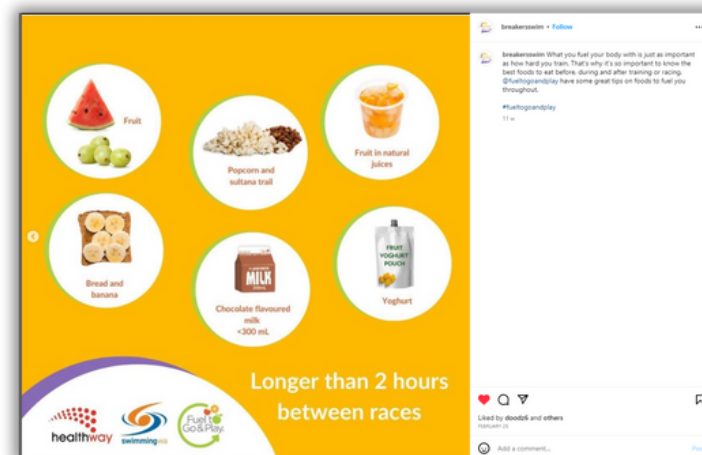 Fruit
Popcorn and
sultana trail
Fruit in natural
juices
Bread and
banana
MILK
Chocolate flavoured
milk
<300 mL
FRUIT
YOGHURT
POUCH
Yoghurt
Longer than 2 hours
between races
healthway
swimmingwa
Fuel to
Go & Play
breakersswim • Follow
breakersswim What you fuel your body with is just as important
as how hard you train. That's why it's so important to know the
best foods to eat before, during and after training or racing.
@fueltogoandplay have some great tips on foods to fuel you
throughout.
#fueltogoandplay
11 w
Liked by doodz6 and others
Add a comment...